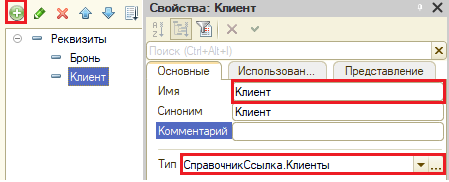 Реквизиты
Бронь
Клиент
Свойства: Клиент
Поиск (Ctrl+Alt+I)
Основные Использован... Представление
Имя Клиент
Синоним Клиент
Комментарий
Тип СправочникСсылка.Клиенты ...